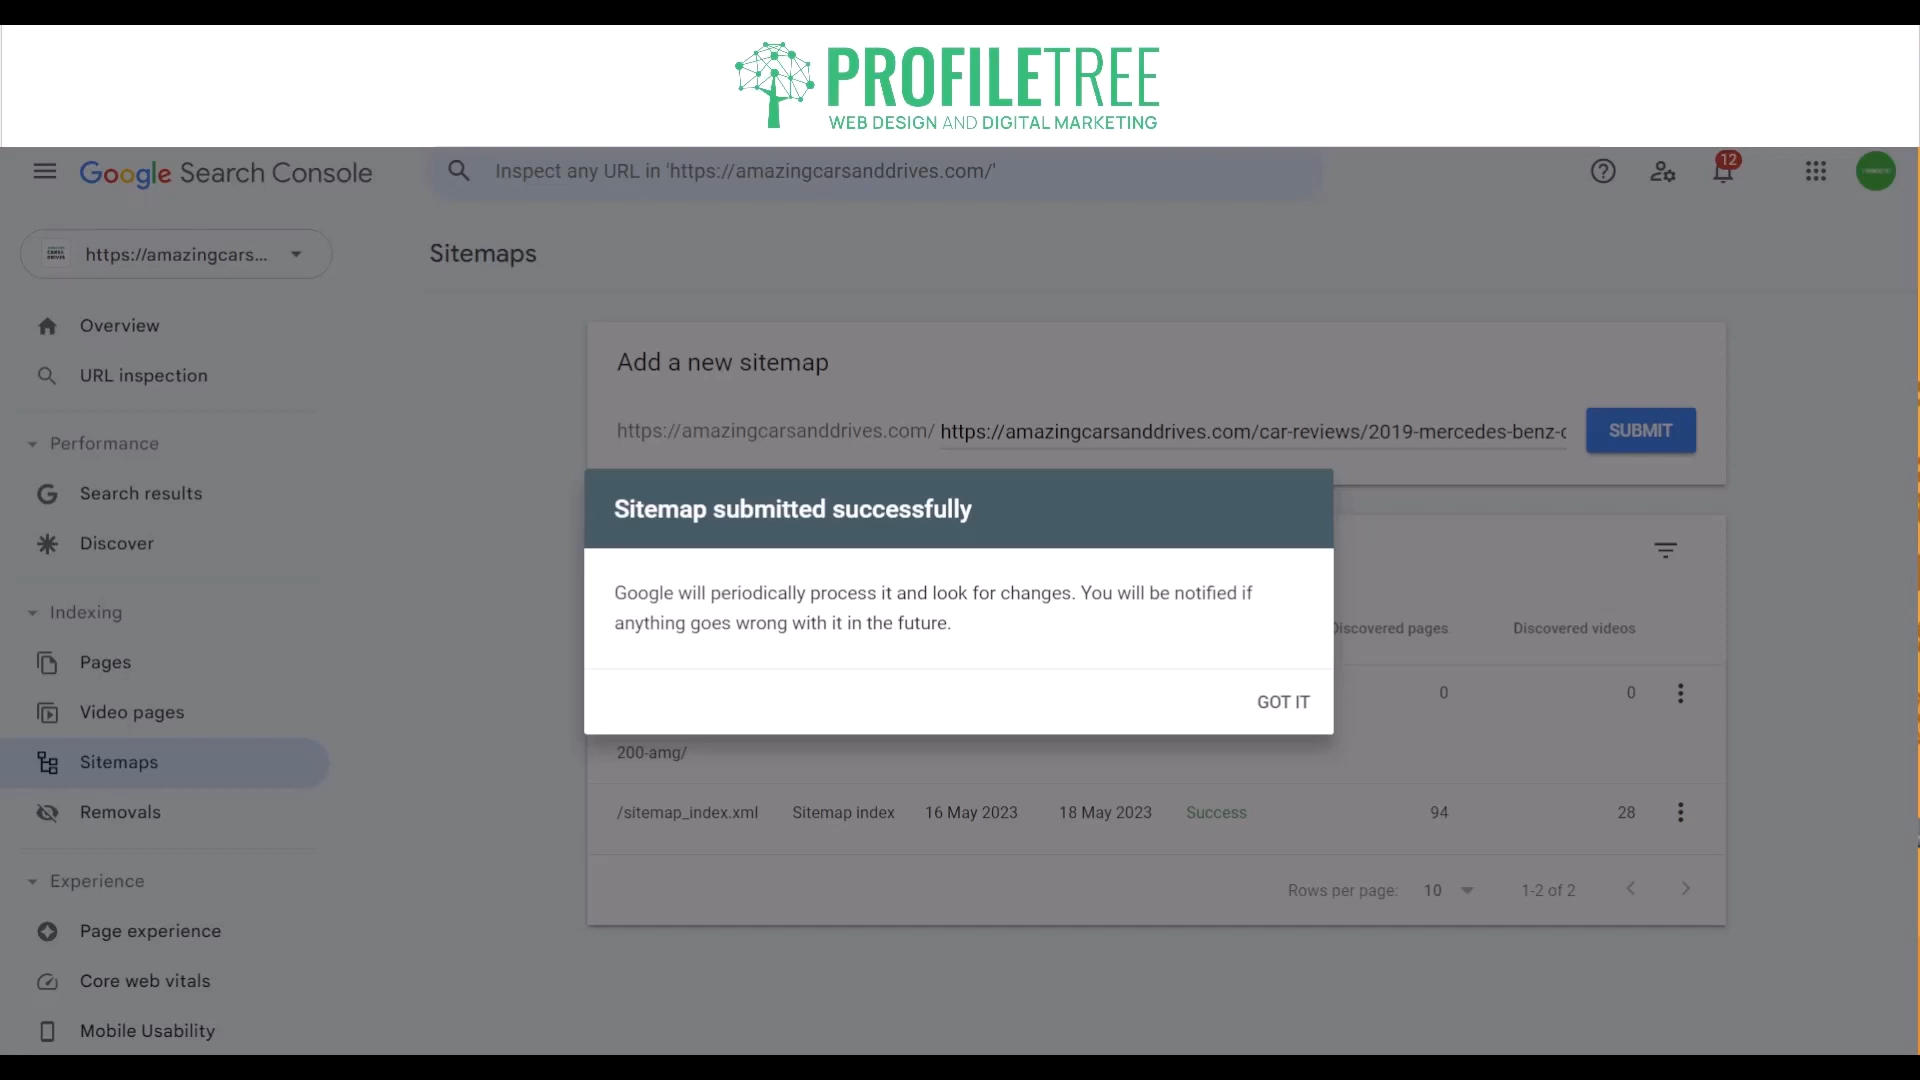 PROFILETREE
WEB DESIGN AND DIGITAL MARKETING
Google Search Console
Inspect any URL in 'https://amazingcarsanddrives.com/'
12
https://amazingcars...
Sitemaps
Overview
URL inspection
Performance
Search results
Discover
Indexing
Pages
Video pages
Sitemaps
Removals
Experience
Page experience
Core web vitals
Mobile Usability
Add a new sitemap
https://amazingcarsanddrives.com/ https://amazingcarsanddrives.com/car-reviews/2019-mercedes-benz-c
SUBMIT
Sitemap submitted successfully
Google will periodically process it and look for changes. You will be notified if
anything goes wrong with it in the future.
GOT IT
Discovered pages Discovered videos
0 0
200-amg/
/sitemap_index.xml Sitemap index 16 May 2023 18 May 2023 Success 94 28
Rows per page: 10 1-2 of 2